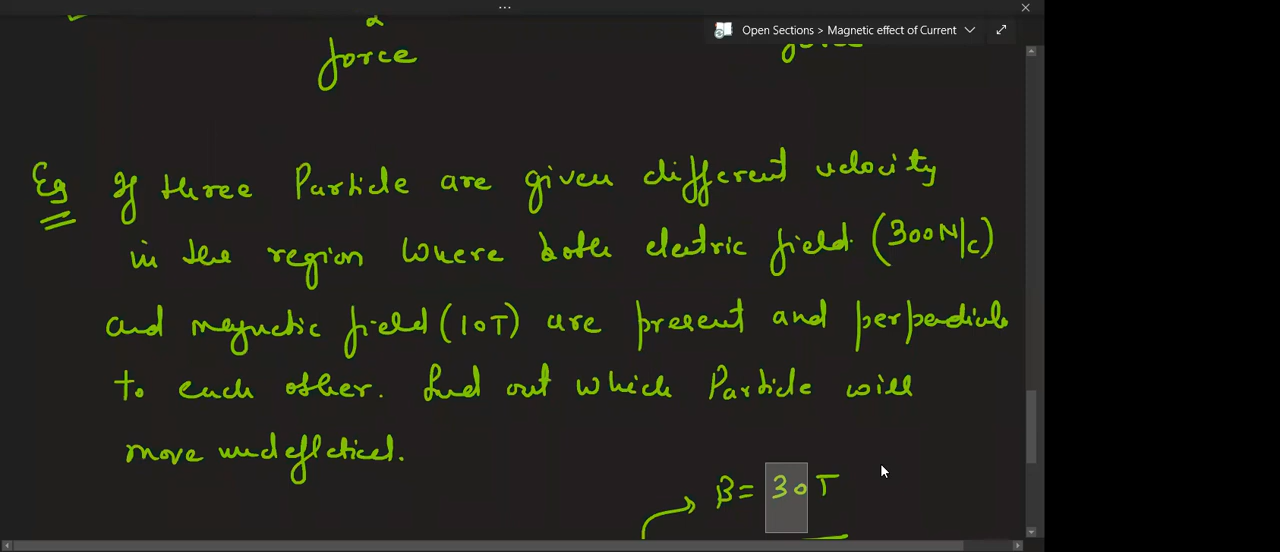 Open Sections > Magnetic effect of Current
α
force
force
Eg If three Particle are given different velocity
in the region where both electric field (300N/c)
and magnetic field (10T) are present and perpendicul
to each other. find out which Particle will
move undeflected.
B = 30T